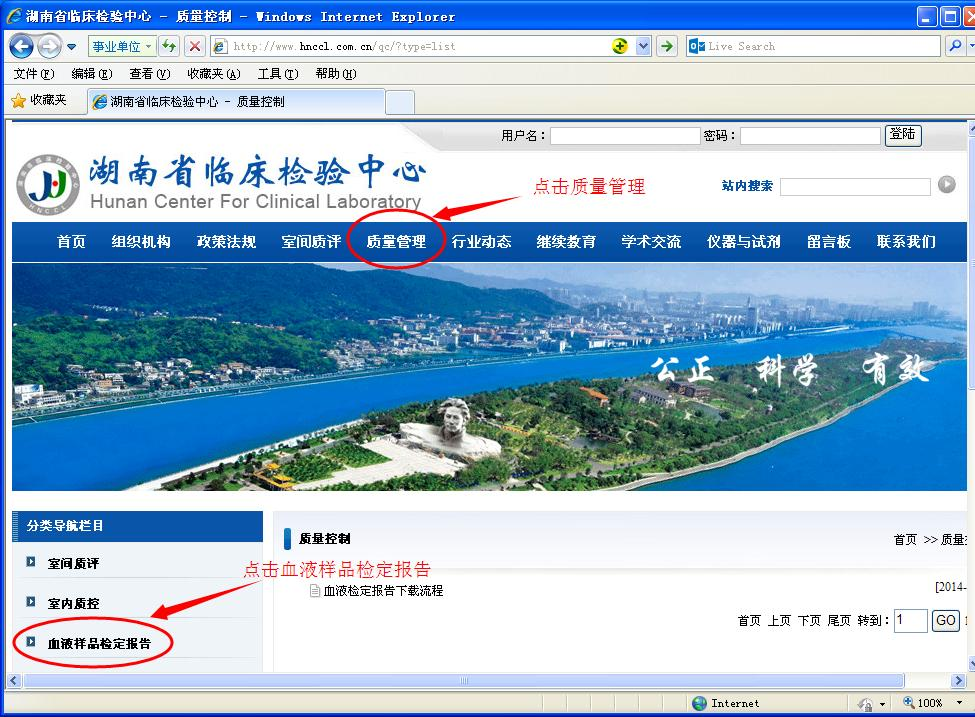 湖南省临床检验中心 - 质量控制 - Windows Internet Explorer
事业单位 http://www.hnccl.com.cn/qc/?type=list Live Search
文件(F) 编辑(E) 查看(V) 收藏夹(A) 工具(T) 帮助(H)
收藏夹 湖南省临床检验中心 - 质量控制
用户名： 密码： 登陆
湖南省临床检验中心
Hunan Center For Clinical Laboratory
HNCCL
点击质量管理
站内搜索
首页 组织机构 政策法规 室间质评 质量管理 行业动态 继续教育 学术交流 仪器与试剂 留言板 联系我们
公正 科学 有效
分类导航栏目
质量控制
首页 >> 质量
室间质评
点击血液样品检定报告
血液检定报告下载流程
[2014-
室内质控
首页 上页 下页 尾页 转到： 1 GO
血液样品检定报告
Internet 100%